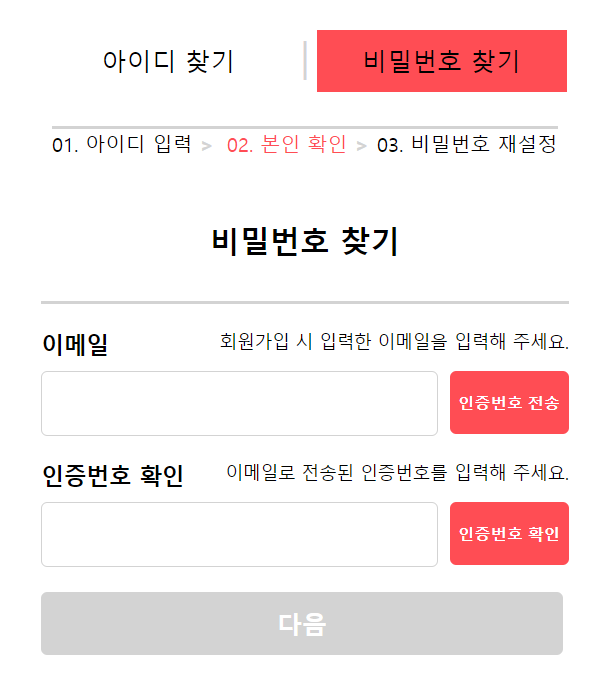 아이디 찾기 | 비밀번호 찾기
01. 아이디 입력 > 02. 본인 확인 > 03. 비밀번호 재설정
비밀번호 찾기
이메일 회원가입 시 입력한 이메일을 입력해 주세요.
인증번호 전송
인증번호 확인 이메일로 전송된 인증번호를 입력해 주세요.
인증번호 확인
다음